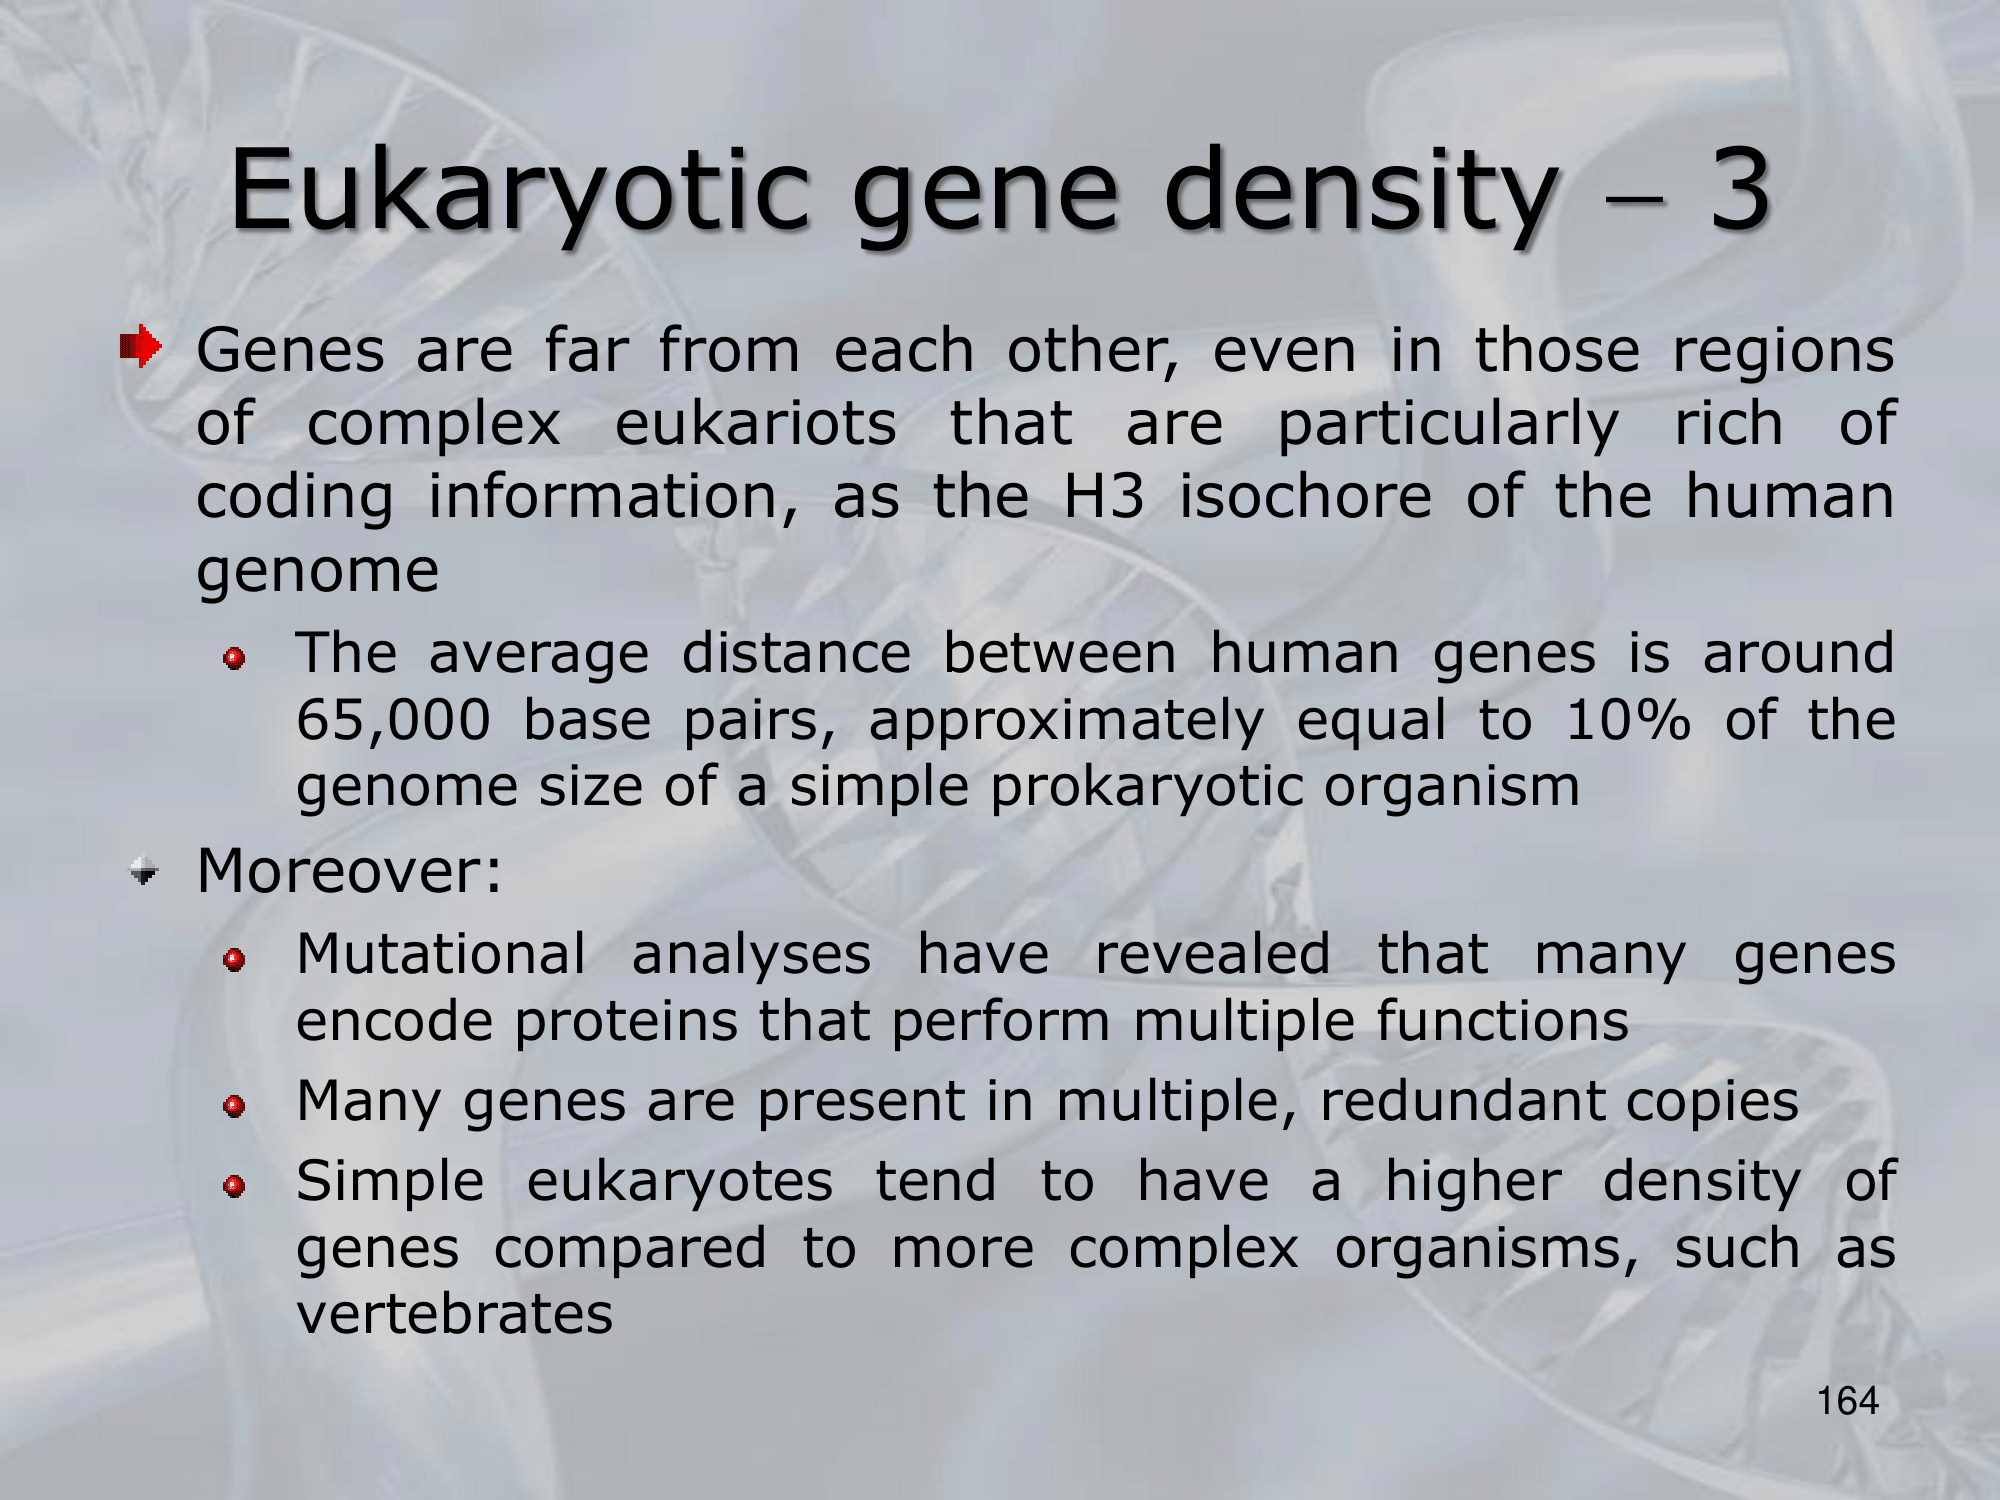 Eukaryotic gene density – 3
Genes are far from each other, even in those regions
of complex eukariots that are particularly rich of
coding information, as the H3 isochore of the human
genome
The average distance between human genes is around
65,000 base pairs, approximately equal to 10% of the
genome size of a simple prokaryotic organism
Moreover:
Mutational analyses have revealed that many genes
encode proteins that perform multiple functions
Many genes are present in multiple, redundant copies
Simple eukaryotes tend to have a higher density of
genes compared to more complex organisms, such as
vertebrates
164